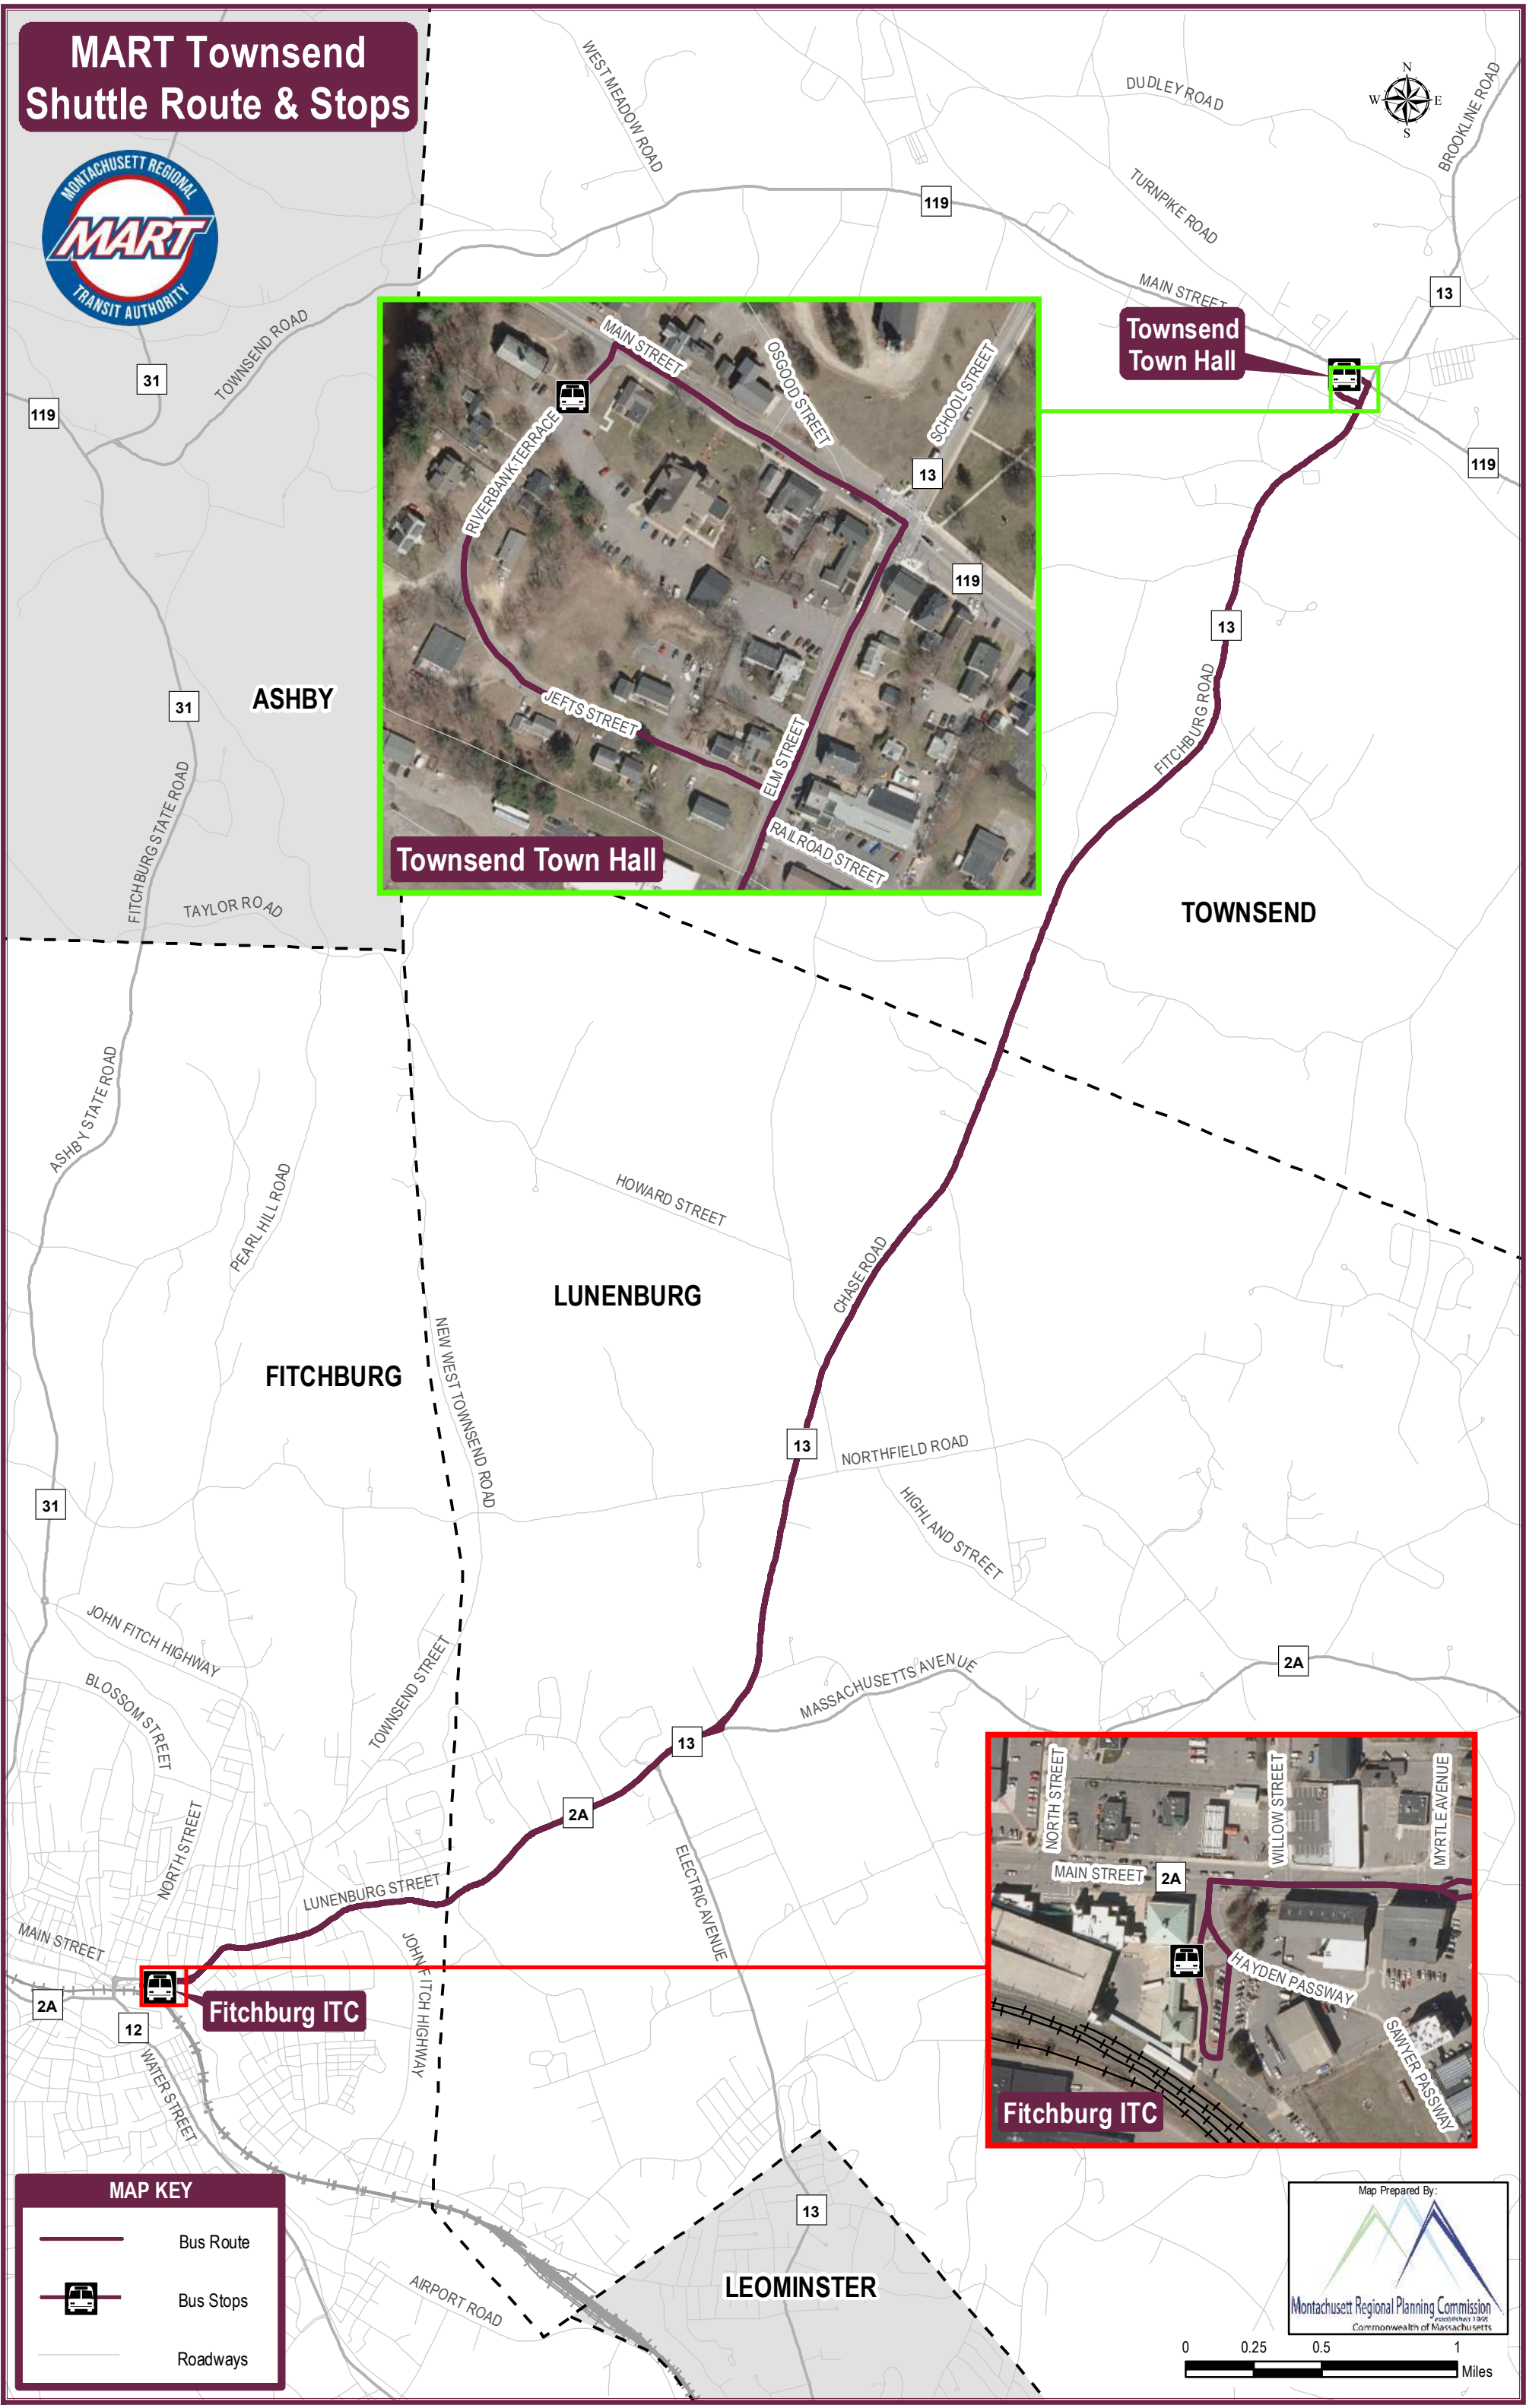 MART Townsend
Shuttle Route & Stops
MONTACHUSETT REGIONAL
MART
TRANSIT AUTHORITY
WEST MEADOW ROAD
DUDLEY ROAD
N
W
E
S
BROOKLINE ROAD
TURNPIKE ROAD
119
MAIN STREET
13
Townsend
Town Hall
31
TOWNSEND ROAD
119
119
MAIN STREET
OSGOOD STREET
SCHOOL STREET
13
RIVERBANK TERRACE
119
JEFTS STREET
ELM STREET
RAILROAD STREET
Townsend Town Hall
13
FITCHBURG ROAD
31
ASHBY
FITCHBURG STATE ROAD
TAYLOR ROAD
TOWNSEND
ASHBY STATE ROAD
PEARL HILL ROAD
HOWARD STREET
CHASE ROAD
LUNENBURG
FITCHBURG
NEW WEST TOWNSEND ROAD
13
NORTHFIELD ROAD
31
HIGHLAND STREET
JOHN FITCH HIGHWAY
TOWNSEND STREET
BLOSSOM STREET
MASSACHUSETTS AVENUE
2A
13
2A
NORTH STREET
LUNENBURG STREET
ELECTRIC AVENUE
MAIN STREET
JOHN FITCH HIGHWAY
2A
12
Fitchburg ITC
WATER STREET
NORTH STREET
WILLOW STREET
MYRTLE AVENUE
MAIN STREET
2A
HAYDEN PASSWAY
SAWYER PASSWAY
Fitchburg ITC
13
LEOMINSTER
AIRPORT ROAD
MAP KEY
Bus Route
Bus Stops
Roadways
Map Prepared By:
Montachusett Regional Planning Commission
established 1968
Commonwealth of Massachusetts
0 0.25 0.5 1
Miles